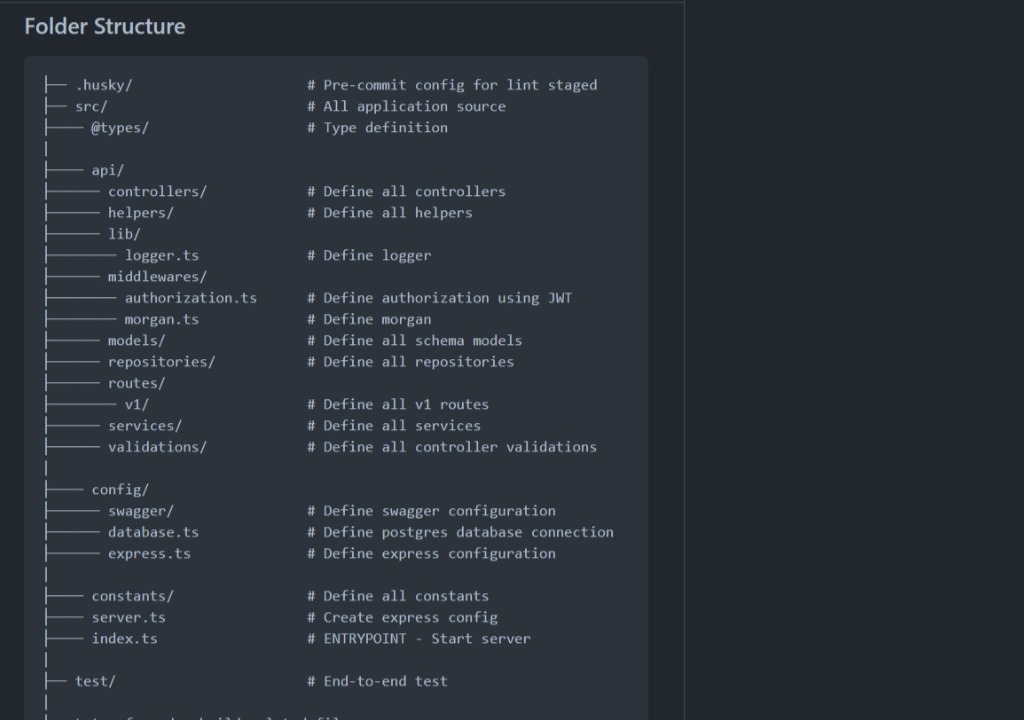 Folder Structure
├── .husky/ # Pre-commit config for lint staged
├── src/ # All application source
├──── @types/ # Type definition
│
├──── api/
├────── controllers/ # Define all controllers
├────── helpers/ # Define all helpers
├────── lib/
├──────── logger.ts # Define logger
├────── middlewares/
├──────── authorization.ts # Define authorization using JWT
├──────── morgan.ts # Define morgan
├────── models/ # Define all schema models
├────── repositories/ # Define all repositories
├────── routes/
├──────── v1/ # Define all v1 routes
├────── services/ # Define all services
├────── validations/ # Define all controller validations
│
├──── config/
├────── swagger/ # Define swagger configuration
├────── database.ts # Define postgres database connection
├────── express.ts # Define express configuration
│
├──── constants/ # Define all constants
├──── server.ts # Create express config
├──── index.ts # ENTRYPOINT - Start server
│
├── test/ # End-to-end test
│